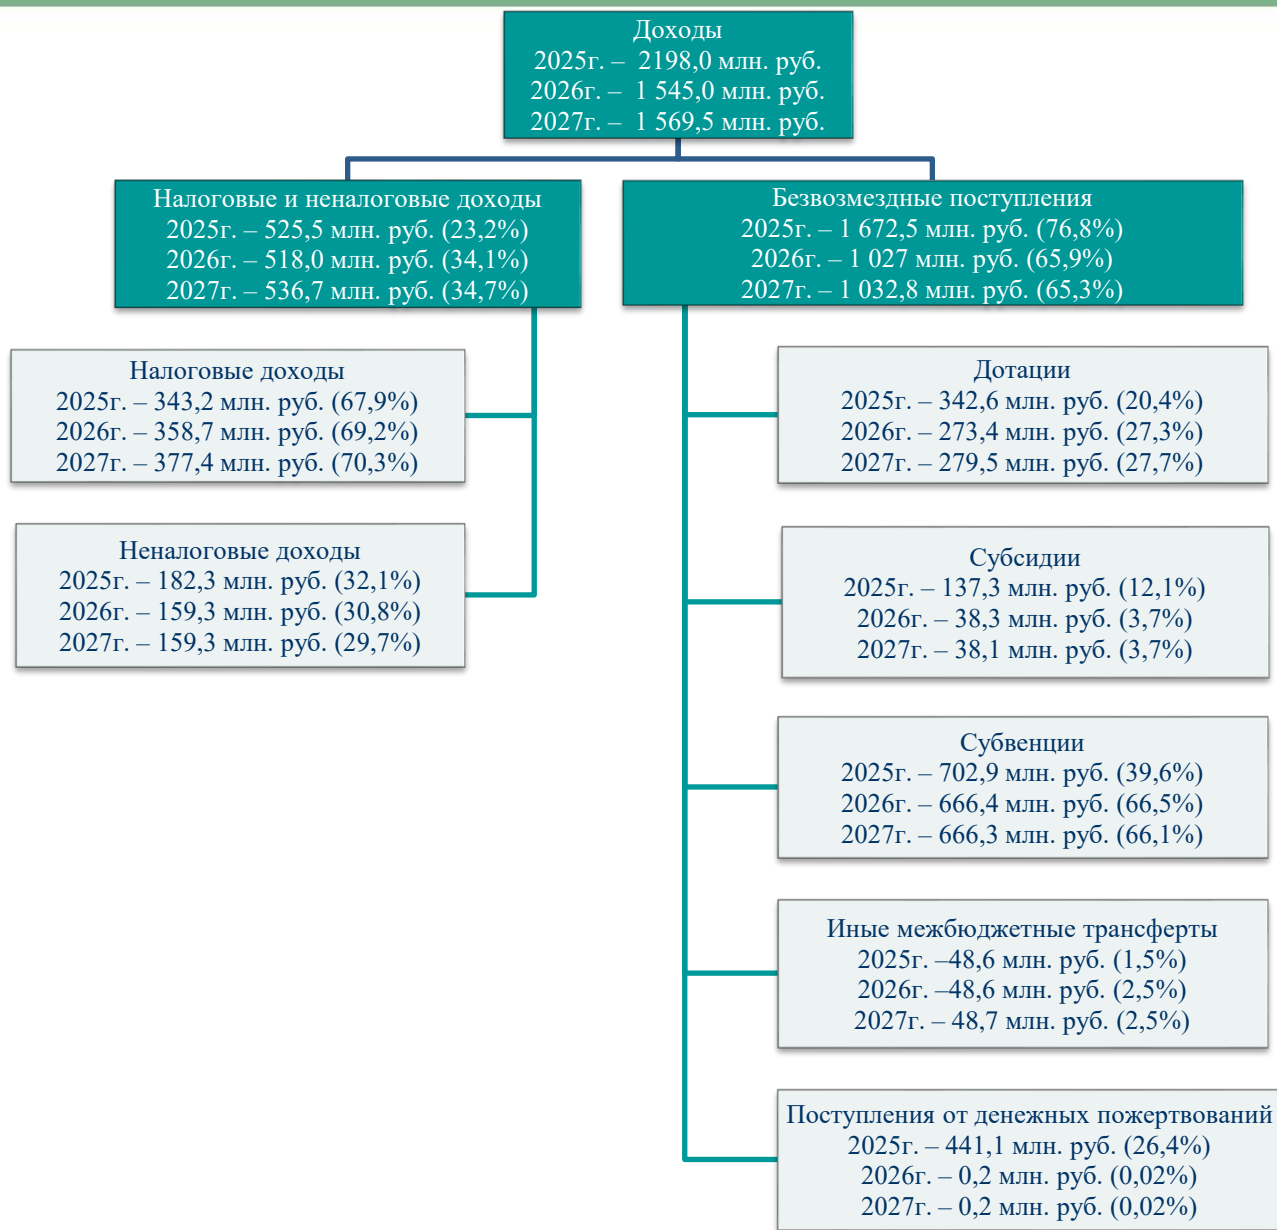 Доходы
2025г. – 2198,0 млн. руб.
2026г. – 1 545,0 млн. руб.
2027г. – 1 569,5 млн. руб.
Налоговые и неналоговые доходы
2025г. – 525,5 млн. руб. (23,2%)
2026г. – 518,0 млн. руб. (34,1%)
2027г. – 536,7 млн. руб. (34,7%)
Безвозмездные поступления
2025г. – 1 672,5 млн. руб. (76,8%)
2026г. – 1 027 млн. руб. (65,9%)
2027г. – 1 032,8 млн. руб. (65,3%)
Налоговые доходы
2025г. – 343,2 млн. руб. (67,9%)
2026г. – 358,7 млн. руб. (69,2%)
2027г. – 377,4 млн. руб. (70,3%)
Неналоговые доходы
2025г. – 182,3 млн. руб. (32,1%)
2026г. – 159,3 млн. руб. (30,8%)
2027г. – 159,3 млн. руб. (29,7%)
Дотации
2025г. – 342,6 млн. руб. (20,4%)
2026г. – 273,4 млн. руб. (27,3%)
2027г. – 279,5 млн. руб. (27,7%)
Субсидии
2025г. – 137,3 млн. руб. (12,1%)
2026г. – 38,3 млн. руб. (3,7%)
2027г. – 38,1 млн. руб. (3,7%)
Субвенции
2025г. – 702,9 млн. руб. (39,6%)
2026г. – 666,4 млн. руб. (66,5%)
2027г. – 666,3 млн. руб. (66,1%)
Иные межбюджетные трансферты
2025г. –48,6 млн. руб. (1,5%)
2026г. –48,6 млн. руб. (2,5%)
2027г. – 48,7 млн. руб. (2,5%)
Поступления от денежных пожертвований
2025г. – 441,1 млн. руб. (26,4%)
2026г. – 0,2 млн. руб. (0,02%)
2027г. – 0,2 млн. руб. (0,02%)